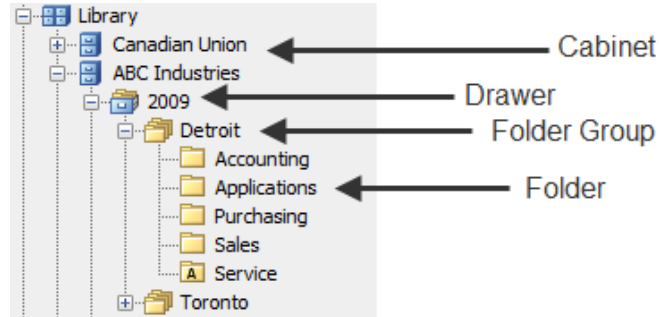 Library
Canadian Union Cabinet
ABC Industries
2009 Drawer
Detroit Folder Group
Accounting
Applications Folder
Purchasing
Sales
A Service
Toronto